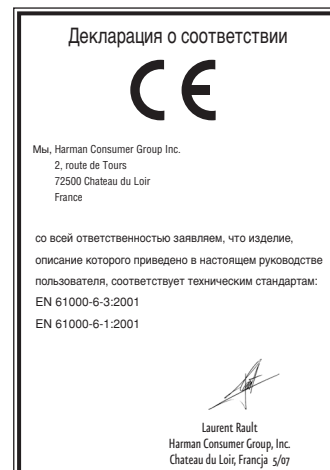 Декларация о соответствии
CE
Мы, Harman Consumer Group Inc.
2, route de Tours
72500 Chateau du Loir
France
со всей ответственностью заявляем, что изделие,
описание которого приведено в настоящем руководстве
пользователя, соответствует техническим стандартам:
EN 61000-6-3:2001
EN 61000-6-1:2001
Laurent Rault
Harman Consumer Group, Inc.
Chateau du Loir, Francja 5/07